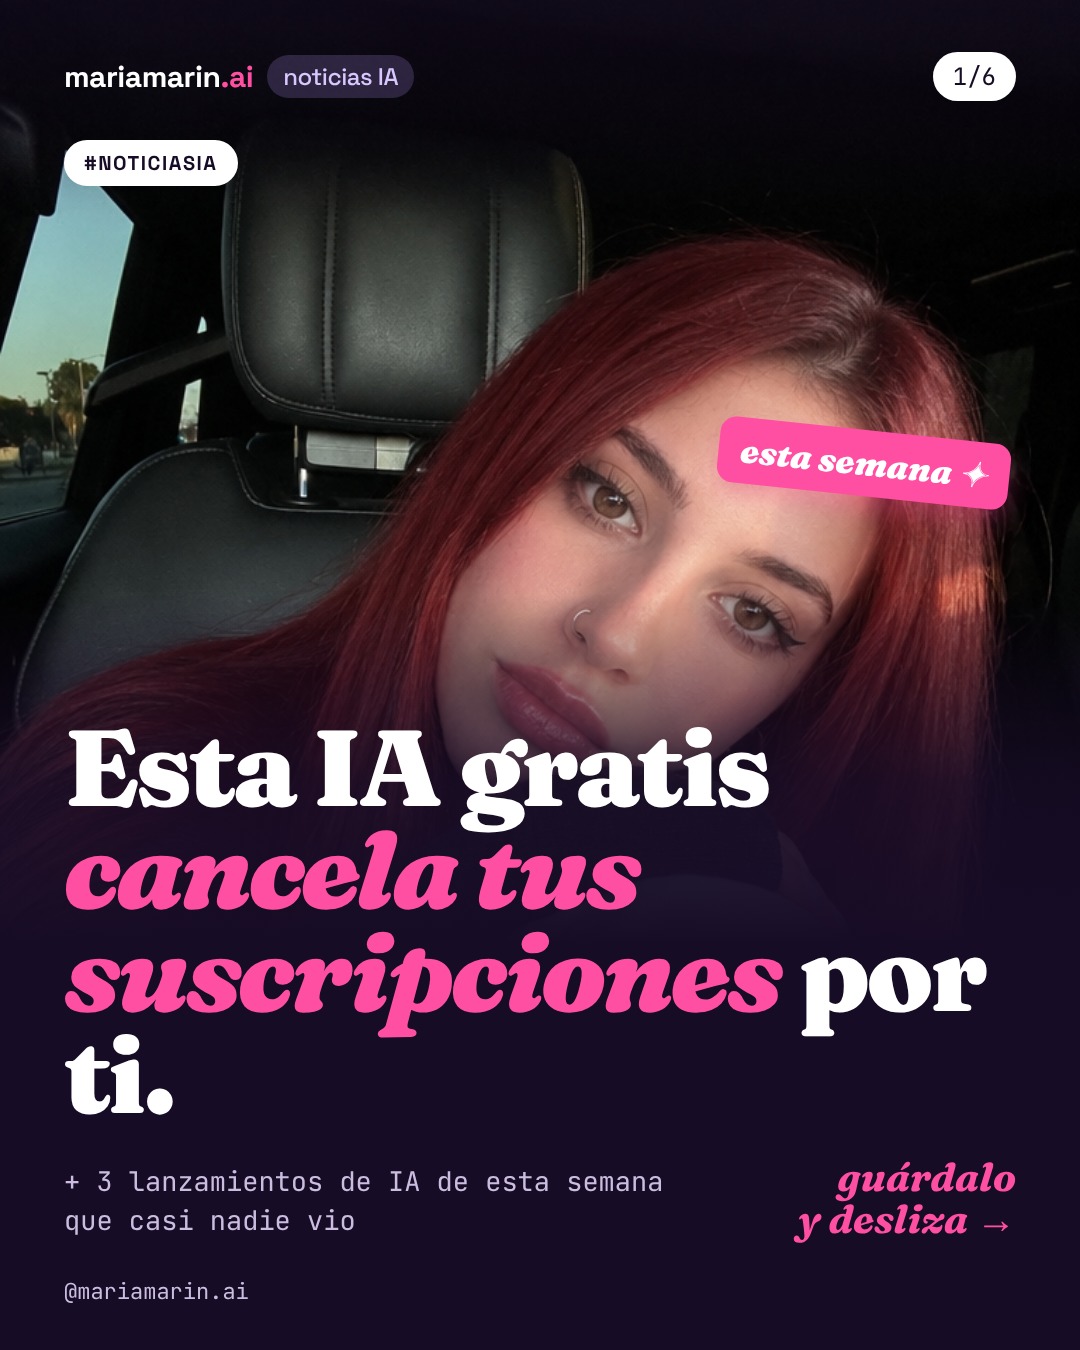 mariamarin.ai
noticias IA
1/6
#NOTICIASIA
esta semana ✦
Esta IA gratis
cancela tus
suscripciones por
ti.
+ 3 lanzamientos de IA de esta semana
que casi nadie vio
guárdalo
y desliza →
@mariamarin.ai